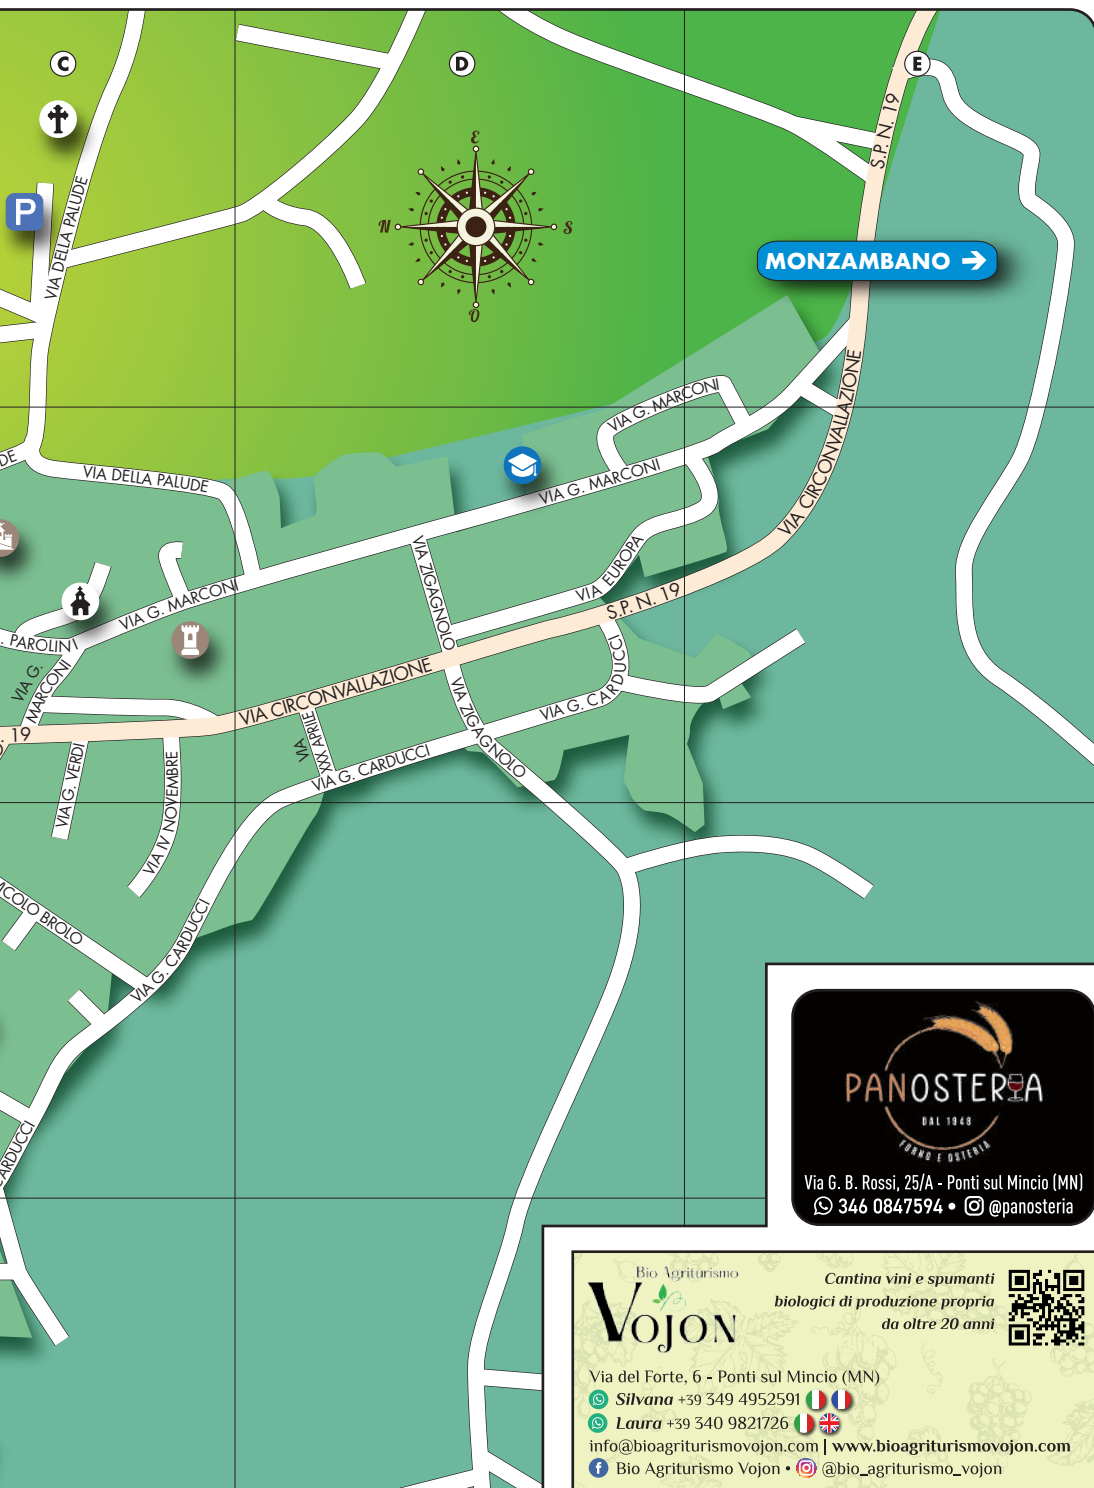 C
D
E
S.P. N. 19
P
VIA DELLA PALUDE
E
N
S
O
MONZAMBANO →
VIA CIRCONVALLAZIONE
VIA G. MARCONI
VIA DELLA PALUDE
VIA G. MARCONI
VIA ZIGAGNOLO
VIA EUROPA
VIA G. MARCONI
S.P. N. 19
. PAROLINI
VIA G. MARCONI
VIA CIRCONVALLAZIONE
VIA G. CARDUCCI
VIA ZIGAGNOLO
. 19
VIA XXX APRILE
VIA G. VERDI
VIA IV NOVEMBRE
VIA G. CARDUCCI
ICOLO BROLO
VIA G. CARDUCCI
CARDUCCI
PANOSTERIA
DAL 1948
FORNO E OSTERIA
Via G. B. Rossi, 25/A - Ponti sul Mincio (MN)
346 0847594 • @panosteria
Bio Agriturismo
VOJON
Cantina vini e spumanti
biologici di produzione propria
da oltre 20 anni
Via del Forte, 6 - Ponti sul Mincio (MN)
Silvana +39 349 4952591
Laura +39 340 9821726
info@bioagriturismovojon.com | www.bioagriturismovojon.com
Bio Agriturismo Vojon • @bio_agriturismo_vojon